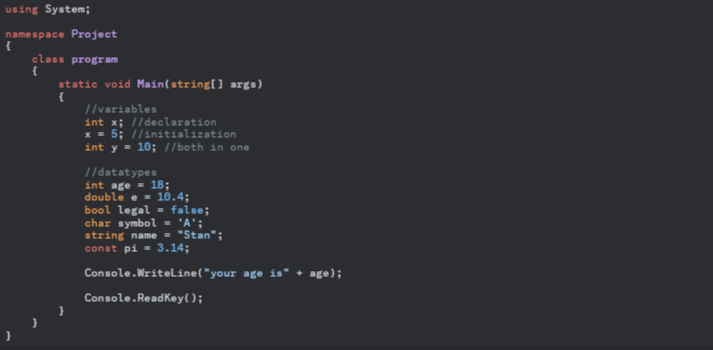 using System;
namespace Project
{
class program
{
static void Main(string[] args)
{
//variables
int x; //declaration
x = 5; //initialization
int y = 10; //both in one
//datatypes
int age = 18;
double e = 10.4;
bool legal = false;
char symbol = 'A';
string name = "Stan";
const pi = 3.14;
Console.WriteLine("your age is" + age);
Console.ReadKey();
}
}
}